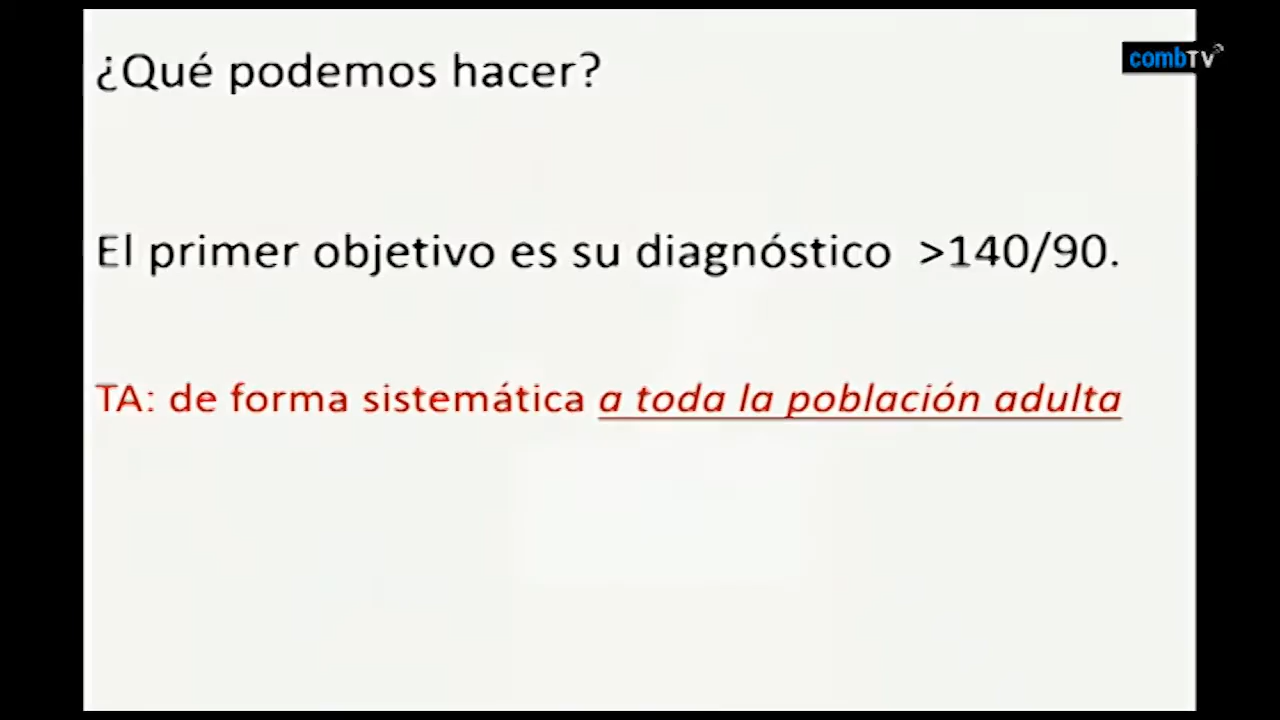 ¿Qué podemos hacer?
combTV
El primer objetivo es su diagnóstico >140/90.
TA: de forma sistemática a toda la población adulta